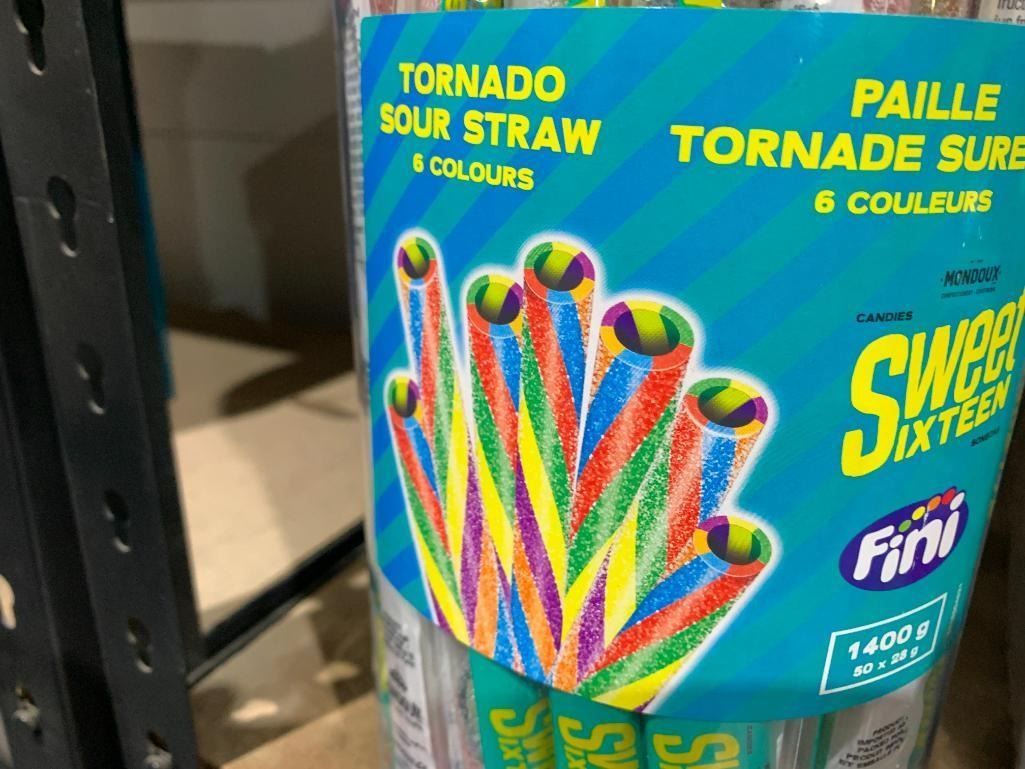 TORNADO
SOUR STRAW
6 COLOURS
PAILLE
TORNADE SURE
6 COULEURS
MONDOUX
CANDIES
SWEET
SIXTEEN
Fini
1400 g
50 x 28 g